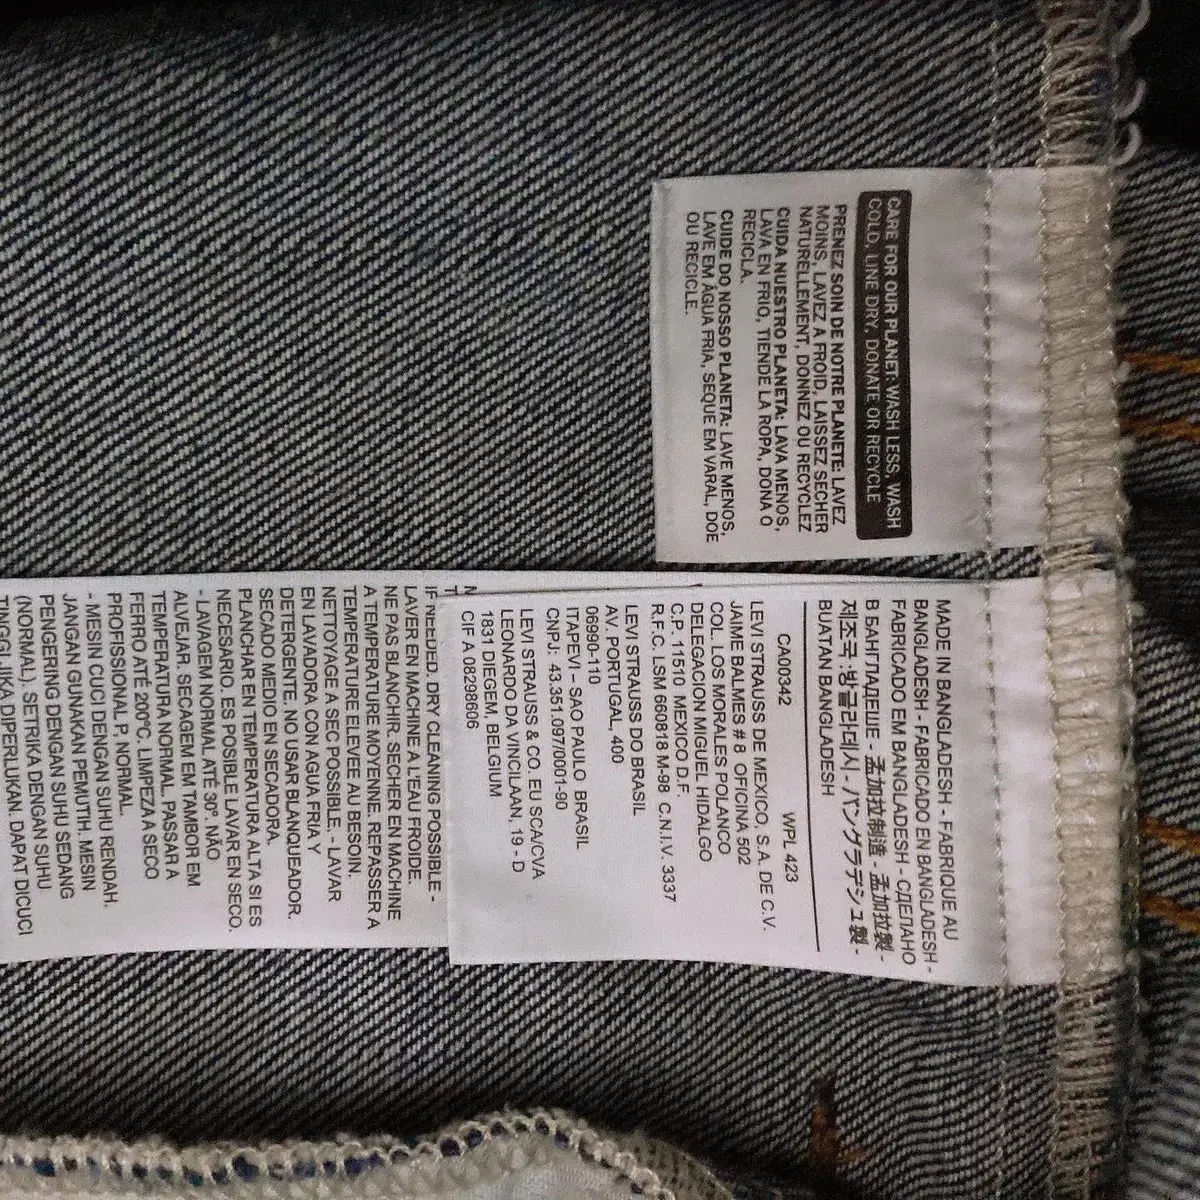 CARE FOR OUR PLANET: WASH LESS, WASH
COLD, LINE DRY, DONATE OR RECYCLE
PRENEZ SOIN DE NOTRE PLANETE: LAVEZ
MOINS, LAVEZ A FROID, LAISSEZ SECHER
NATURELLEMENT, DONNEZ OU RECYCLEZ
CUIDA NUESTRO PLANETA: LAVA MENOS,
LAVA EN FRIO, TIENDE LA ROPA, DONA O
RECICLA.
CUIDE DO NOSSO PLANETA: LAVE MENOS,
LAVE EM ÁGUA FRIA, SEQUE EM VARAL, DOE
OU RECICLE.
MADE IN BANGLADESH - FABRIQUE AU
BANGLADESH - FABRICADO EN BANGLADESH -
FABRICADO EM BANGLADESH - СДЕЛАНО
В БАНГЛАДЕШЕ - 孟加拉制造 - 孟加拉製 -
제조국 :방글라데시 - バングラデシュ製 -
BUATAN BANGLADESH
CA00342 WPL 423
LEVI STRAUSS DE MEXICO, S.A. DE C.V.
JAIME BALMES # 8 OFICINA 502
COL. LOS MORALES POLANCO
DELEGACION MIGUEL HIDALGO
C.P. 11510 MEXICO D.F.
R.F.C. LSM 660818 M-98 C.N.I.V. 3337
LEVI STRAUSS DO BRASIL
AV. PORTUGAL, 400
06990-110
ITAPEVI – SAO PAULO BRASIL
CNPJ: 43.351.097/0001-90
LEVI STRAUSS & CO. EU SCA/CVA
LEONARDO DA VINCILAAN, 19 - D
1831 DIEGEM, BELGIUM
CIF A 08298606
IF NEEDED. DRY CLEANING POSSIBLE -
LAVER EN MACHINE A L'EAU FROIDE.
NE PAS BLANCHIR. SECHER EN MACHINE
A TEMPERATURE MOYENNE. REPASSER A
TEMPERATURE ELEVEE AU BESOIN.
NETTOYAGE A SEC POSSIBLE. - LAVAR
EN LAVADORA CON AGUA FRIA Y
DETERGENTE. NO USAR BLANQUEADOR.
SECADO MEDIO EN SECADORA.
PLANCHAR EN TEMPERATURA ALTA SI ES
NECESARIO. ES POSIBLE LAVAR EN SECO.
- LAVAGEM NORMAL ATÉ 30º. NÃO
ALVEJAR. SECAGEM EM TAMBOR EM
TEMPERATURA NORMAL. PASSAR A
FERRO ATÉ 200ºC. LIMPEZA A SECO
PROFISSIONAL P, NORMAL.
- MESIN CUCI DENGAN SUHU RENDAH.
JANGAN GUNAKAN PEMUTIH. MESIN
PENGERING DENGAN SUHU SEDANG
(NORMAL). SETRIKA DENGAN SUHU
TINGGI JIKA DIPERLUKAN. DAPAT DICUCI